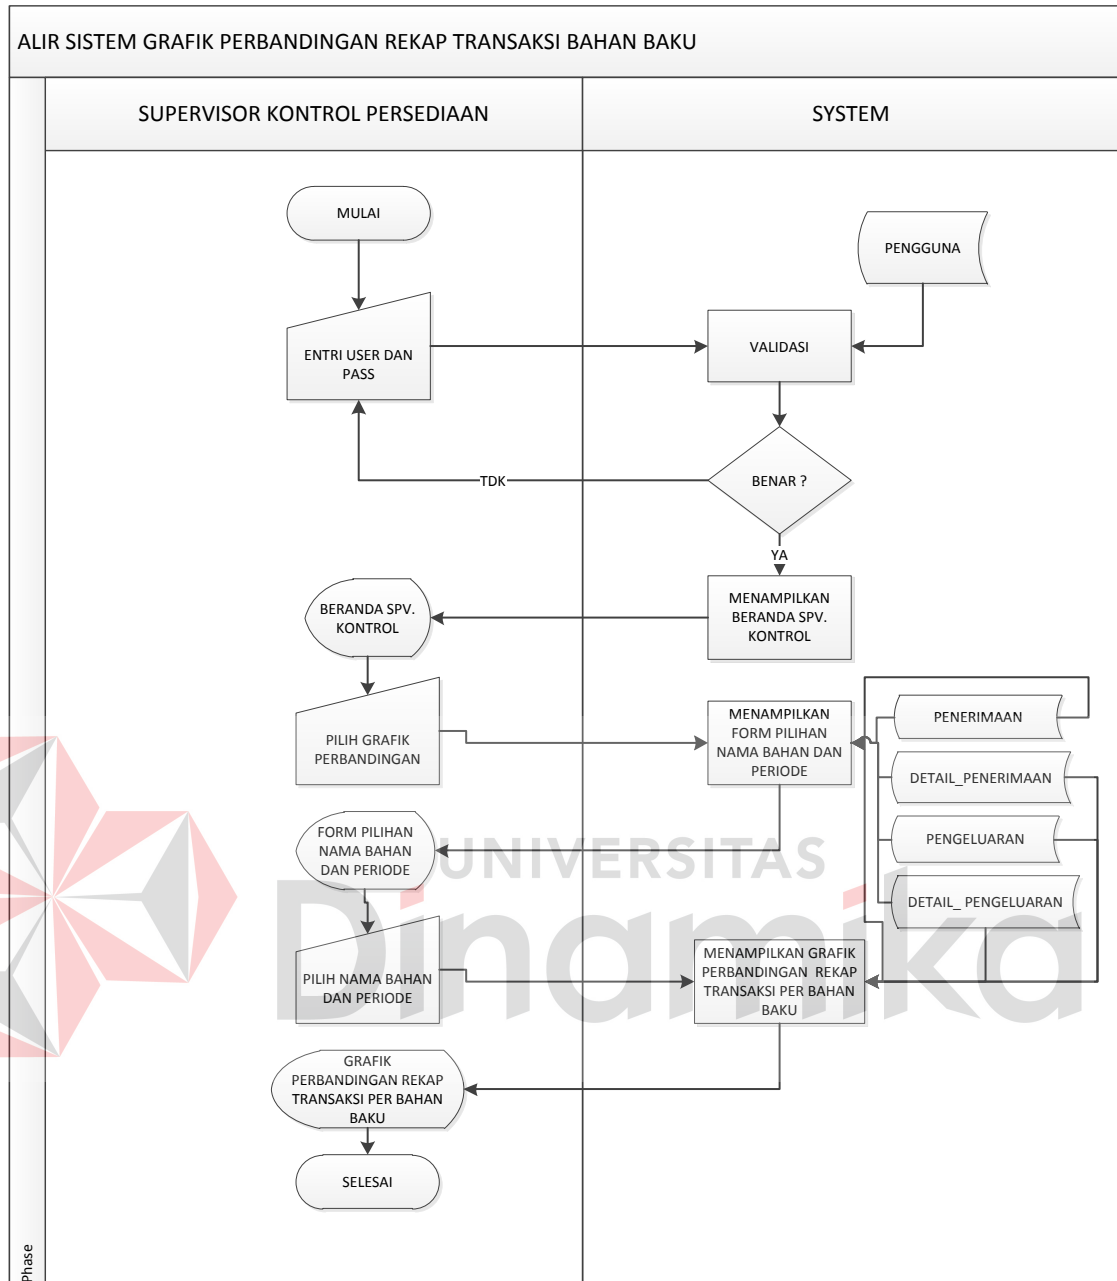 ALIR SISTEM GRAFIK PERBANDINGAN REKAP TRANSAKSI BAHAN BAKU
SUPERVISOR KONTROL PERSEDIAAN
SYSTEM
MULAI
PENGGUNA
ENTRI USER DAN
PASS
VALIDASI
BENAR ?
TDK
YA
MENAMPILKAN
BERANDA SPV.
KONTROL
BERANDA SPV.
KONTROL
PILIH GRAFIK
PERBANDINGAN
MENAMPILKAN
FORM PILIHAN
NAMA BAHAN DAN
PERIODE
PENERIMAAN
DETAIL_PENERIMAAN
PENGELUARAN
DETAIL_ PENGELUARAN
FORM PILIHAN
NAMA BAHAN
DAN PERIODE
UNIVERSITAS
Dinamika
PILIH NAMA BAHAN
DAN PERIODE
MENAMPILKAN GRAFIK
PERBANDINGAN REKAP
TRANSAKSI PER BAHAN
BAKU
GRAFIK
PERBANDINGAN REKAP
TRANSAKSI PER BAHAN
BAKU
SELESAI
Phase